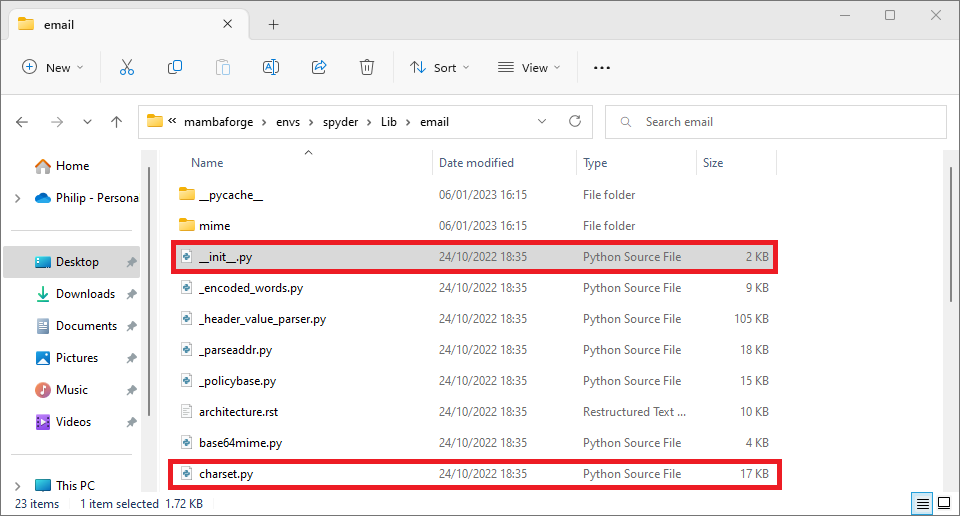 email
New Sort View
mambaforge envs spyder Lib email Search email
Name Date modified Type Size
Home
Philip - Persona
Desktop
Downloads
Documents
Pictures
Music
Videos
This PC
__pycache__ 06/01/2023 16:15 File folder
mime 06/01/2023 16:15 File folder
__init__.py 24/10/2022 18:35 Python Source File 2 KB
_encoded_words.py 24/10/2022 18:35 Python Source File 9 KB
_header_value_parser.py 24/10/2022 18:35 Python Source File 105 KB
_parseaddr.py 24/10/2022 18:35 Python Source File 18 KB
_policybase.py 24/10/2022 18:35 Python Source File 15 KB
architecture.rst 24/10/2022 18:35 Restructured Text ... 10 KB
base64mime.py 24/10/2022 18:35 Python Source File 4 KB
charset.py 24/10/2022 18:35 Python Source File 17 KB
23 items 1 item selected 1.72 KB